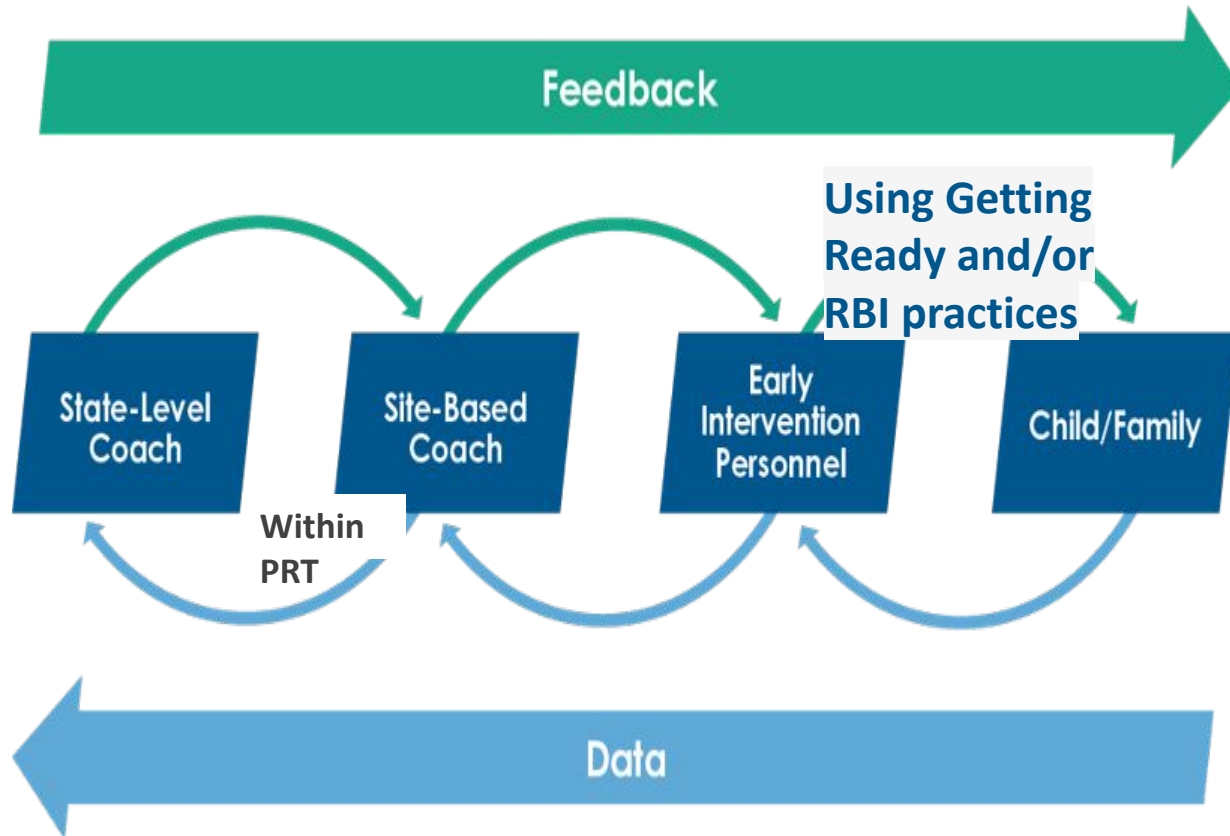 Feedback
Using Getting
Ready and/or
RBI practices
State-Level
Coach
Site-Based
Coach
Early
Intervention
Personnel
Child/Family
Within
PRT
Data